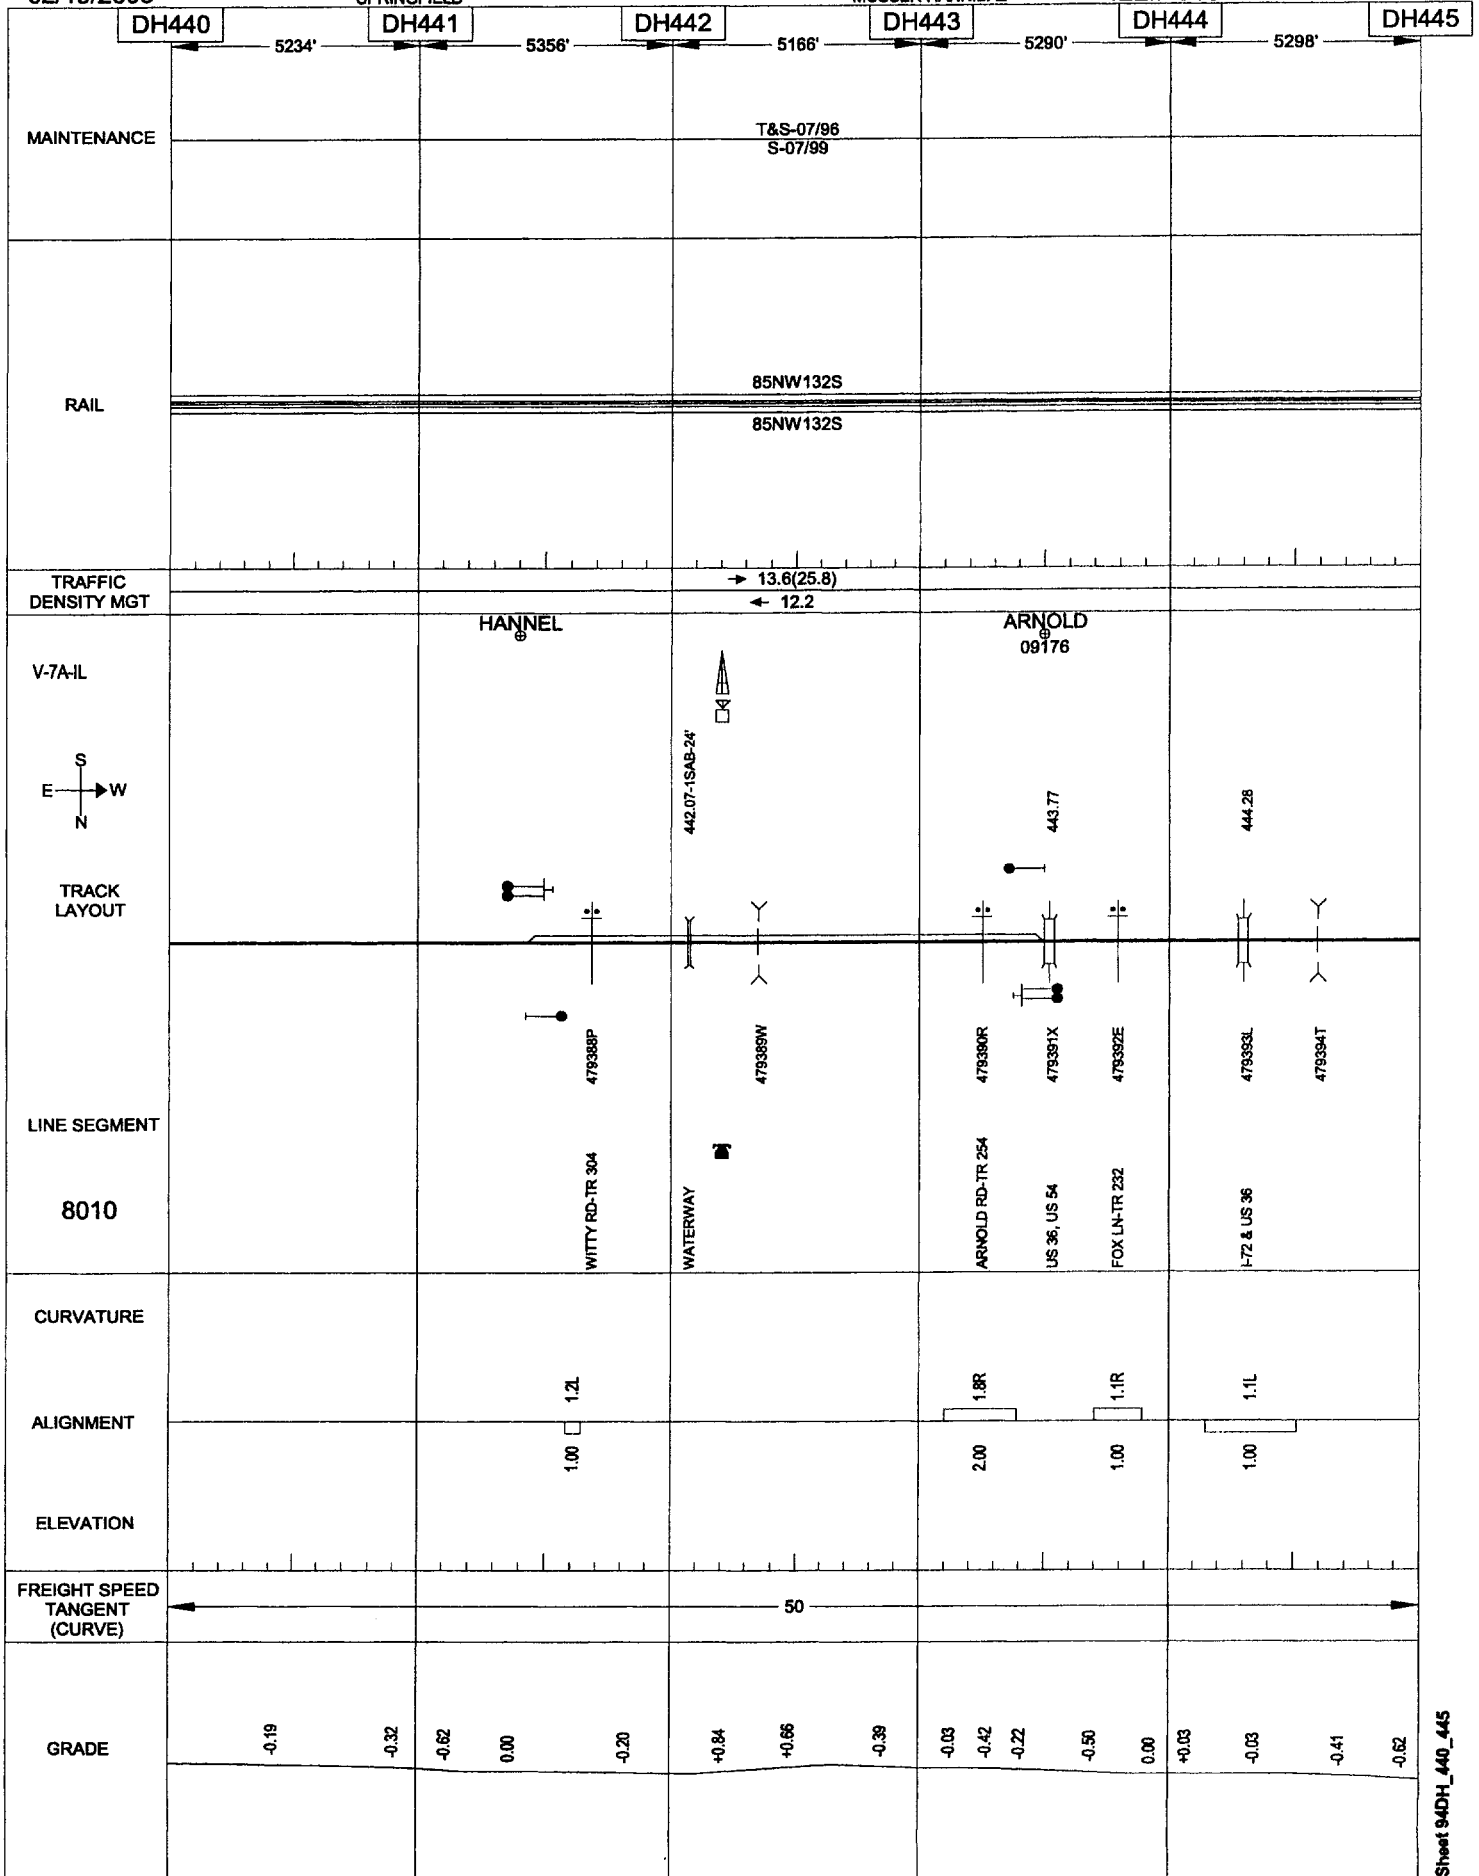 SPRINGFIELD
DH440 DH441 DH442 DH443 DH444 DH445
5234' 5356' 5166' 5290' 5298'
MAINTENANCE
T&S-07/96
S-07/99
RAIL
85NW132S
85NW132S
TRAFFIC
DENSITY MGT
13.6(25.8)
12.2
HANNEL
ARNOLD
09176
V-7A-IL
S
E W
N
442.07-1SAB-24'
443.77
444.28
TRACK
LAYOUT
479388P
479389W
479390R
479391X
479392E
479393L
479394T
LINE SEGMENT
8010
WITTY RD-TR 304
WATERWAY
ARNOLD RD-TR 254
US 36, US 54
FOX LN-TR 232
I-72 & US 36
CURVATURE
1.2L
1.8R
1.1R
1.1L
ALIGNMENT
1.00
2.00
1.00
1.00
ELEVATION
FREIGHT SPEED
TANGENT
(CURVE)
50
GRADE
-0.19
-0.32
-0.62
0.00
-0.20
+0.84
+0.66
-0.39
-0.03
-0.42
-0.22
-0.50
0.00
+0.03
-0.03
-0.41
-0.62
Sheet 94DH_440_445